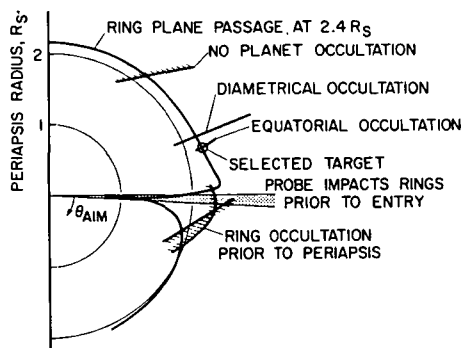 RING PLANE PASSAGE, AT 2.4 RS
NO PLANET OCCULTATION
DIAMETRICAL OCCULTATION
EQUATORIAL OCCULTATION
SELECTED TARGET
PROBE IMPACTS RINGS
PRIOR TO ENTRY
RING OCCULTATION
PRIOR TO PERIAPSIS
PERIAPSIS RADIUS, RS.
2
1
θAIM